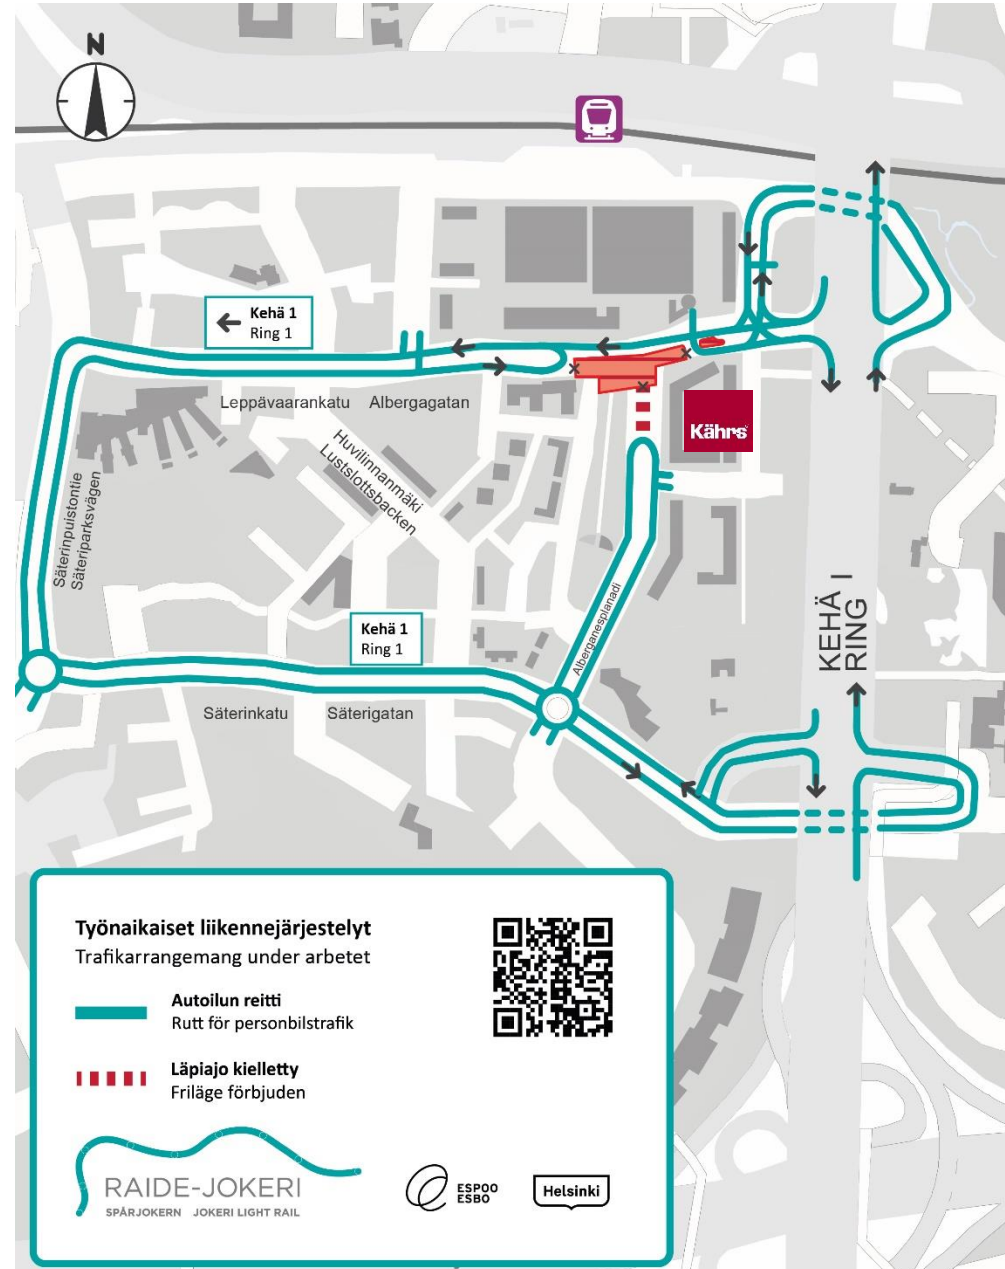 N
Kehä 1
Ring 1
Leppävaarankatu Albergagatan
Kährs
Huvilinnanmäki
Lustslottsbacken
Säterinpuistontie
Säteriparksvägen
Alberganesplanadi
KEHÄ I
RING
Kehä 1
Ring 1
Säterinkatu Säterigatan
Työnaikaiset liikennejärjestelyt
Trafikarrangemang under arbetet
Autoilun reitti
Rutt för personbilstrafik
Läpiajo kielletty
Friläge förbjuden
RAIDE-JOKERI
SPÅRJOKERN JOKERI LIGHT RAIL
ESPOO
ESBO
Helsinki